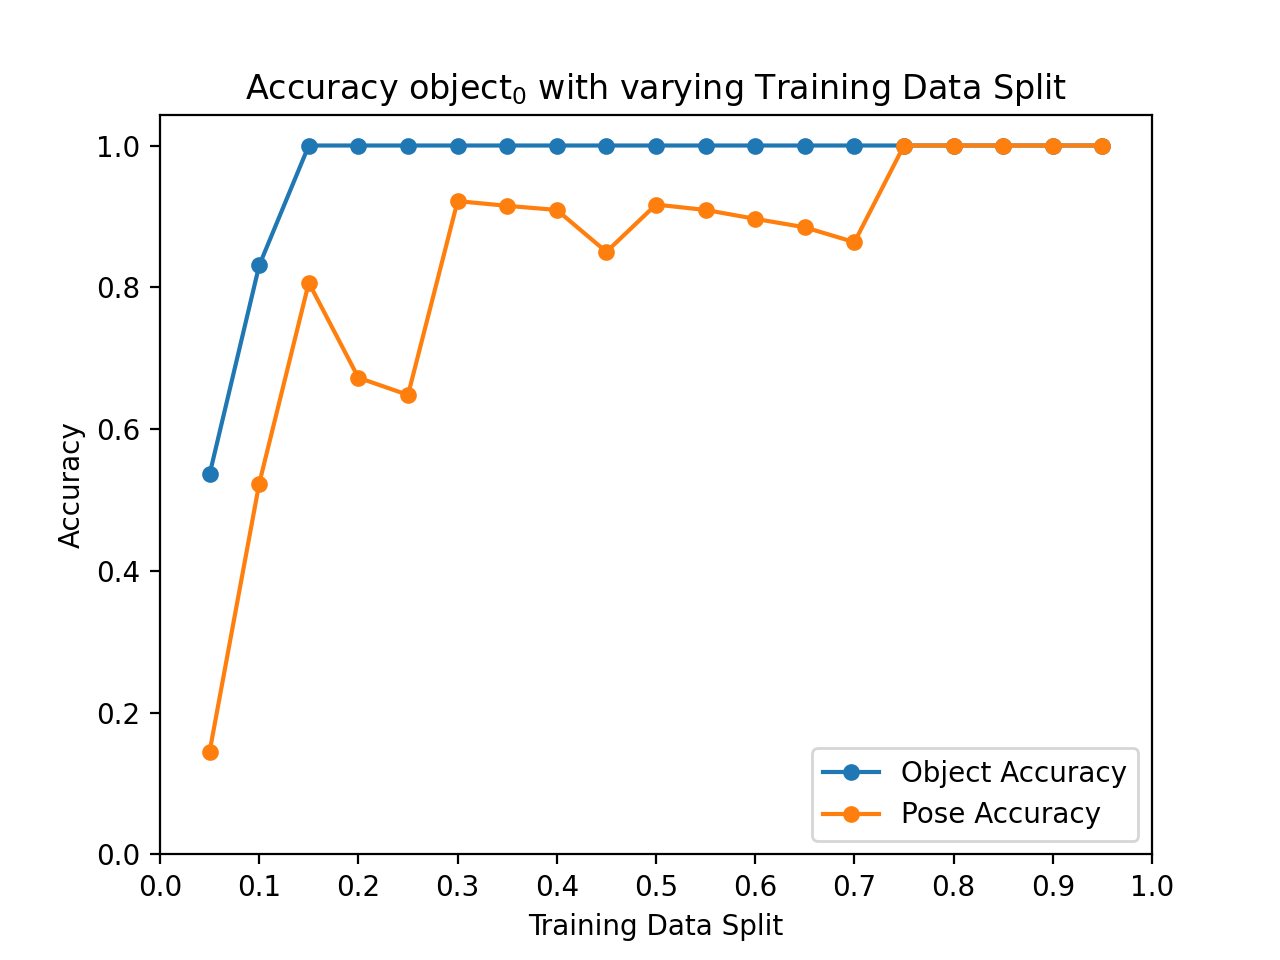 Accuracy object₀ with varying Training Data Split
1.0
0.8
0.6
0.4
0.2
0.0
Accuracy
Object Accuracy
Pose Accuracy
0.0 0.1 0.2 0.3 0.4 0.5 0.6 0.7 0.8 0.9 1.0
Training Data Split